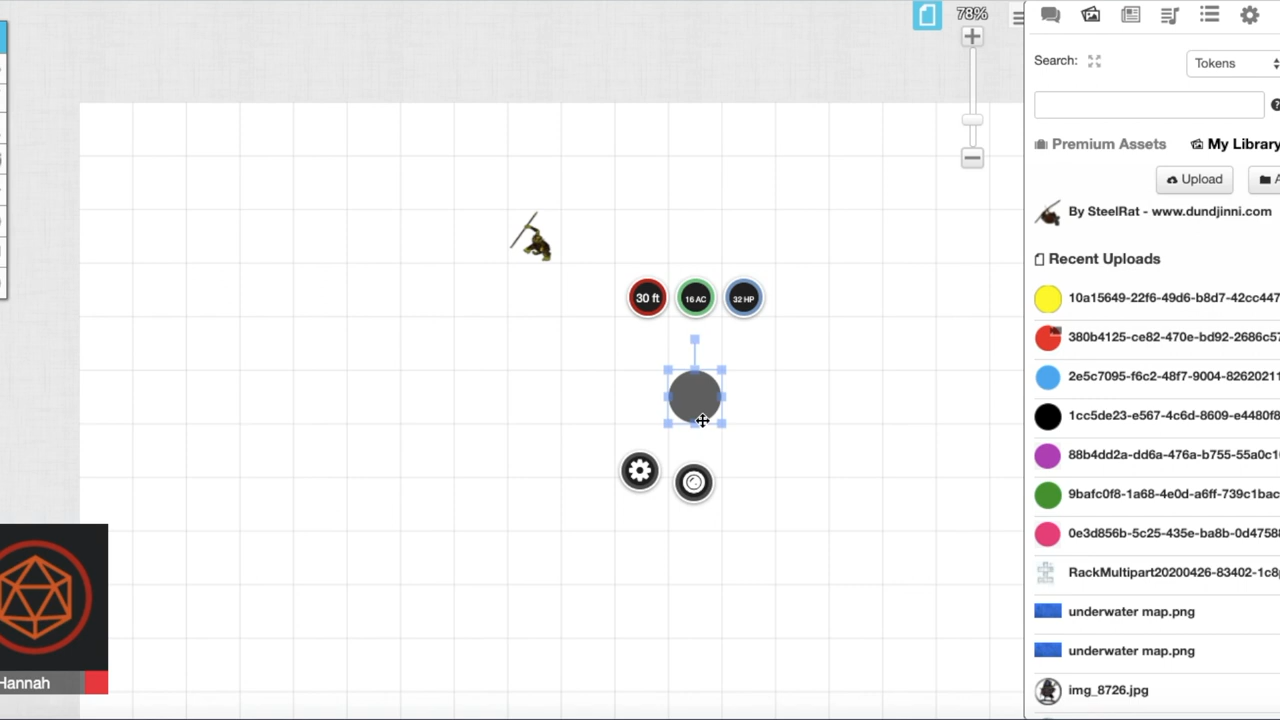 78%
Search:
Tokens
Premium Assets
My Library
Upload
By SteelRat - www.dundjinni.com
Recent Uploads
30 ft
16 AC
32 HP
10a15649-22f6-49d6-b8d7-42cc447
380b4125-ce82-470e-bd92-2686c57
2e5c7095-f6c2-48f7-9004-82620211
1cc5de23-e567-4c6d-8609-e4480f8
88b4dd2a-dd6a-476a-b755-55a0c1
9bafc0f8-1a68-4e0d-a6ff-739c1bac
0e3d856b-5c25-435e-ba8b-0d4758
RackMultipart20200426-83402-1c8
underwater map.png
underwater map.png
img_8726.jpg
Hannah